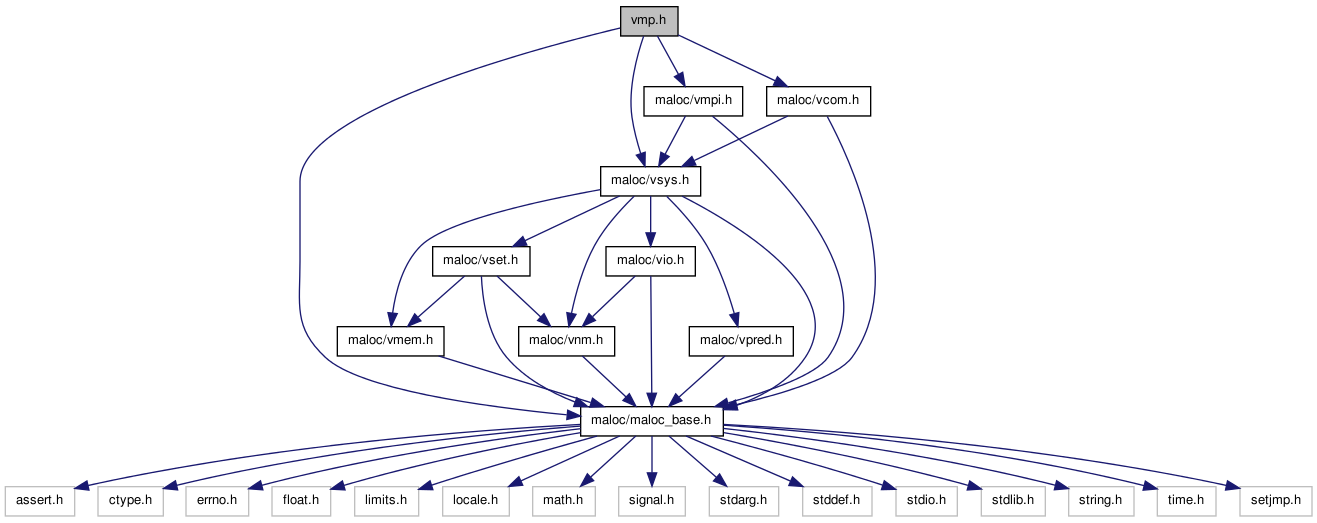 vmp.h
maloc/vmpi.h
maloc/vcom.h
maloc/vsys.h
maloc/vset.h
maloc/vio.h
maloc/vmem.h
maloc/vnm.h
maloc/vpred.h
maloc/maloc_base.h
assert.h
ctype.h
errno.h
float.h
limits.h
locale.h
math.h
signal.h
stdarg.h
stddef.h
stdio.h
stdlib.h
string.h
time.h
setjmp.h